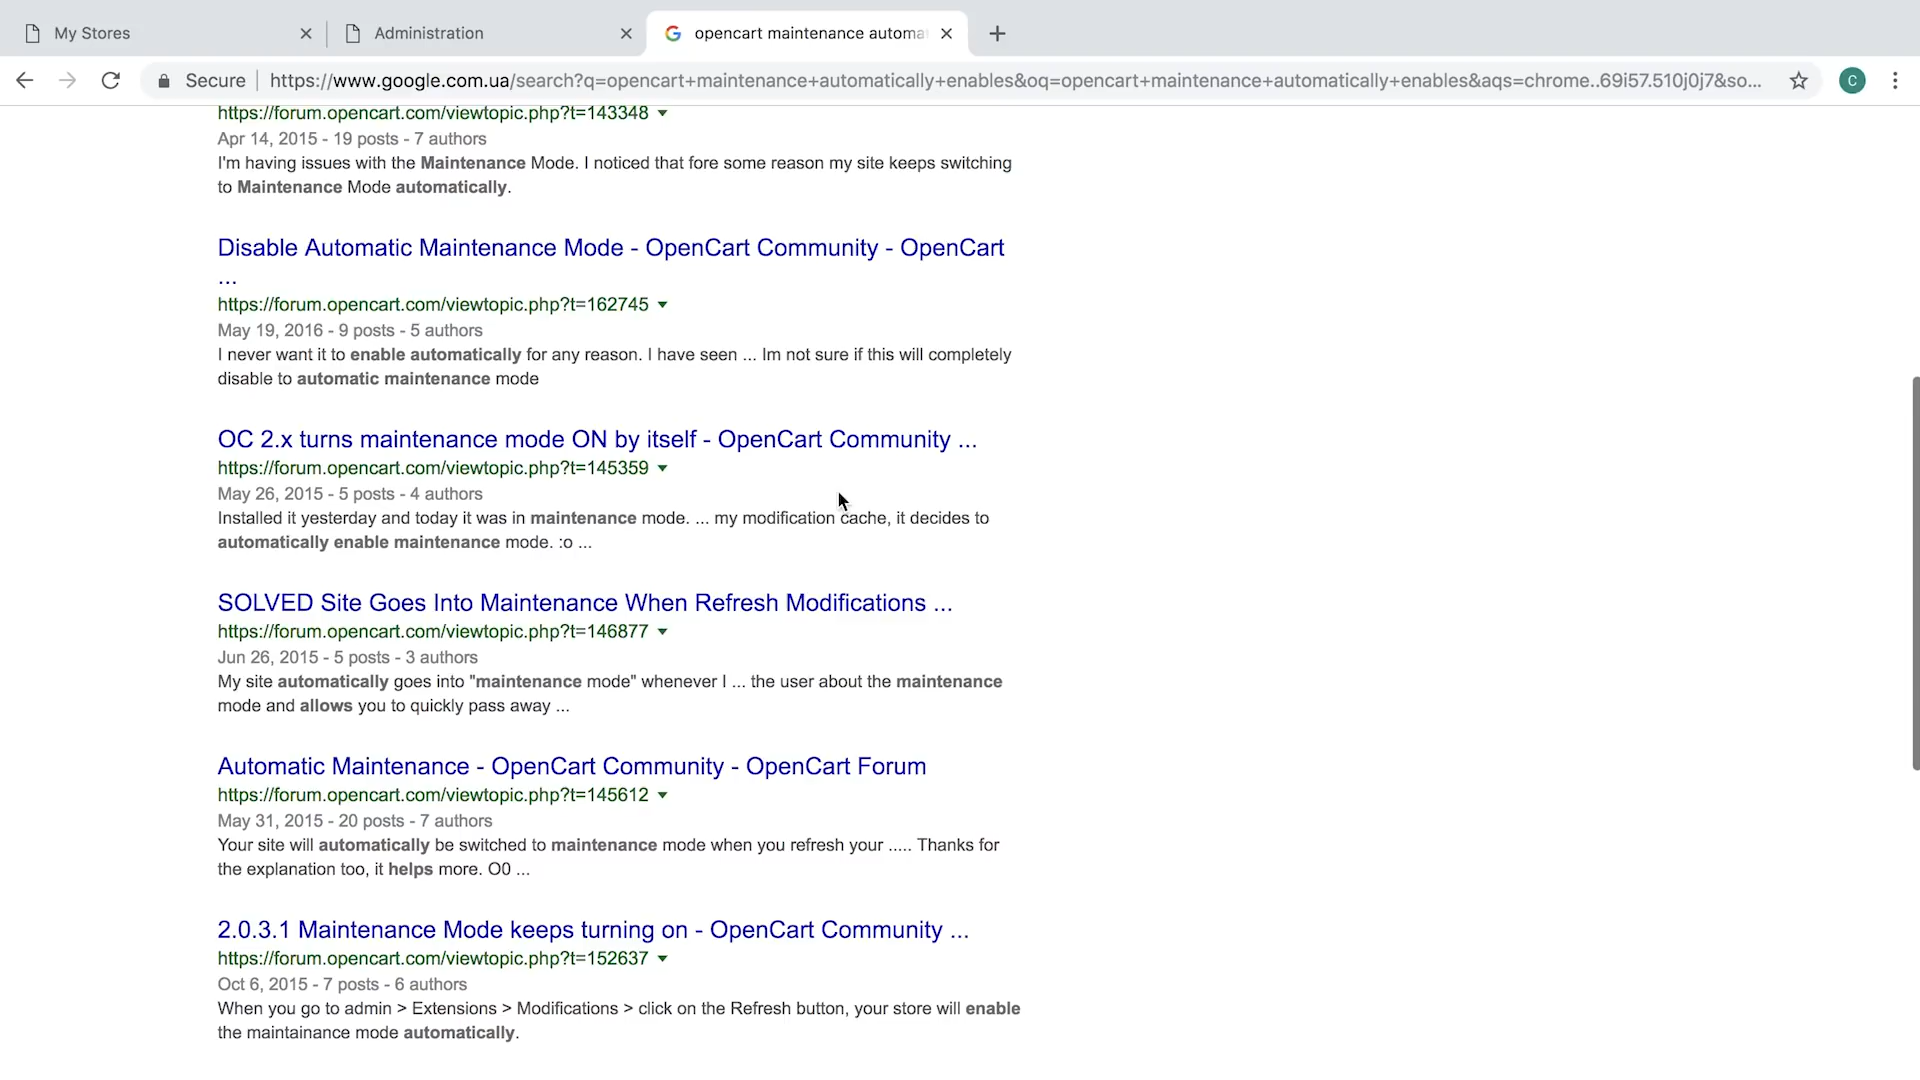 My Stores
Administration
opencart maintenance automa
Secure
https://www.google.com.ua/search?q=opencart+maintenance+automatically+enables&oq=opencart+maintenance+automatically+enables&aqs=chrome..69i57.510j0j7&so...
C
https://forum.opencart.com/viewtopic.php?t=143348
Apr 14, 2015 - 19 posts - 7 authors
I'm having issues with the Maintenance Mode. I noticed that fore some reason my site keeps switching
to Maintenance Mode automatically.
Disable Automatic Maintenance Mode - OpenCart Community - OpenCart
...
https://forum.opencart.com/viewtopic.php?t=162745
May 19, 2016 - 9 posts - 5 authors
I never want it to enable automatically for any reason. I have seen ... Im not sure if this will completely
disable to automatic maintenance mode
OC 2.x turns maintenance mode ON by itself - OpenCart Community ...
https://forum.opencart.com/viewtopic.php?t=145359
May 26, 2015 - 5 posts - 4 authors
Installed it yesterday and today it was in maintenance mode. ... my modification cache, it decides to
automatically enable maintenance mode. :o ...
SOLVED Site Goes Into Maintenance When Refresh Modifications ...
https://forum.opencart.com/viewtopic.php?t=146877
Jun 26, 2015 - 5 posts - 3 authors
My site automatically goes into "maintenance mode" whenever I ... the user about the maintenance
mode and allows you to quickly pass away ...
Automatic Maintenance - OpenCart Community - OpenCart Forum
https://forum.opencart.com/viewtopic.php?t=145612
May 31, 2015 - 20 posts - 7 authors
Your site will automatically be switched to maintenance mode when you refresh your ..... Thanks for
the explanation too, it helps more. O0 ...
2.0.3.1 Maintenance Mode keeps turning on - OpenCart Community ...
https://forum.opencart.com/viewtopic.php?t=152637
Oct 6, 2015 - 7 posts - 6 authors
When you go to admin > Extensions > Modifications > click on the Refresh button, your store will enable
the maintainance mode automatically.